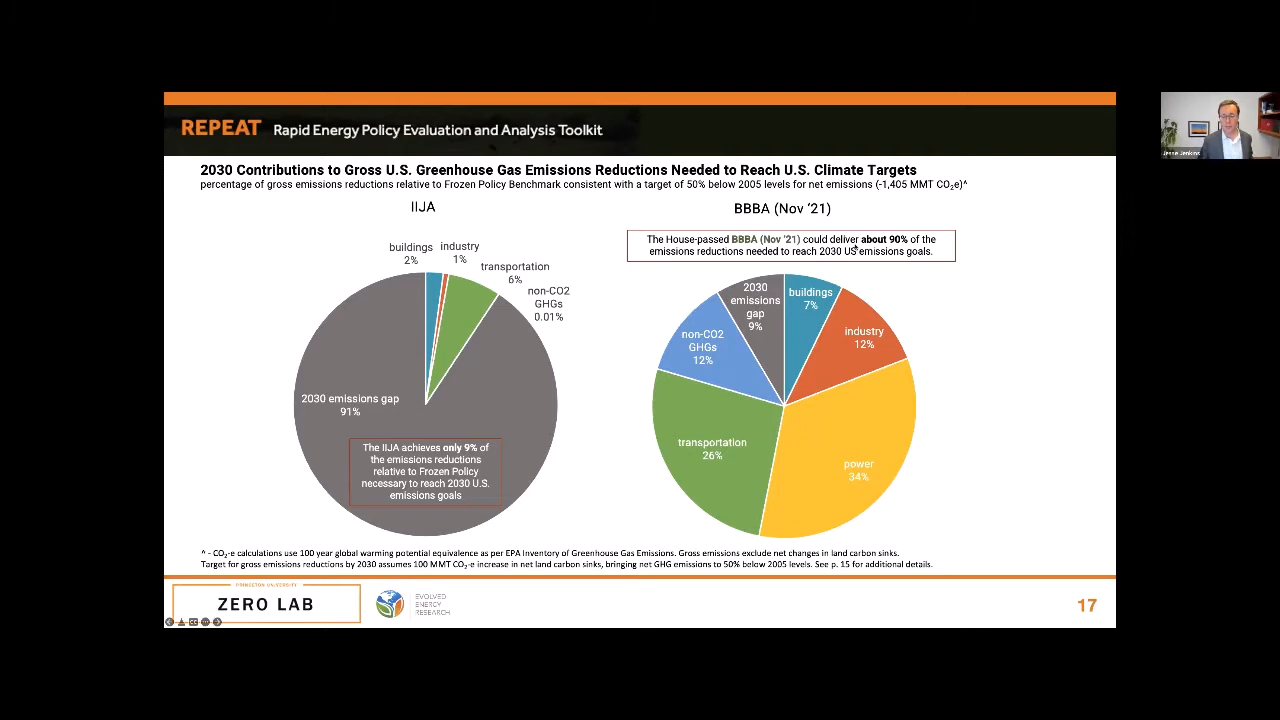 REPEAT Rapid Energy Policy Evaluation and Analysis Toolkit
Jesse Jenkins
2030 Contributions to Gross U.S. Greenhouse Gas Emissions Reductions Needed to Reach U.S. Climate Targets
percentage of gross emissions reductions relative to Frozen Policy Benchmark consistent with a target of 50% below 2005 levels for net emissions (-1,405 MMT CO₂e)^
IIJA
buildings
2%
industry
1%
transportation
6%
non-CO2
GHGs
0.01%
2030 emissions gap
91%
The IIJA achieves only 9% of
the emissions reductions
relative to Frozen Policy
necessary to reach 2030 U.S.
emissions goals
BBBA (Nov ‘21)
The House-passed BBBA (Nov ‘21) could deliver about 90% of the
emissions reductions needed to reach 2030 US emissions goals.
2030
emissions
gap
9%
buildings
7%
industry
12%
non-CO2
GHGs
12%
transportation
26%
power
34%
^ - CO₂-e calculations use 100 year global warming potential equivalence as per EPA Inventory of Greenhouse Gas Emissions. Gross emissions exclude net changes in land carbon sinks.
Target for gross emissions reductions by 2030 assumes 100 MMT CO₂-e increase in net land carbon sinks, bringing net GHG emissions to 50% below 2005 levels. See p. 15 for additional details.
PRINCETON UNIVERSITY
ZERO LAB
EVOLVED
ENERGY
RESEARCH
17